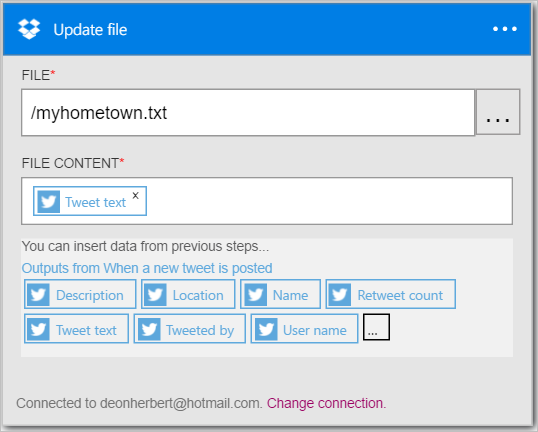 Update file ...
FILE*
/myhometown.txt ...
FILE CONTENT*
Tweet text x
You can insert data from previous steps...
Outputs from When a new tweet is posted
Description Location Name Retweet count
Tweet text Tweeted by User name ...
Connected to deonherbert@hotmail.com. Change connection.